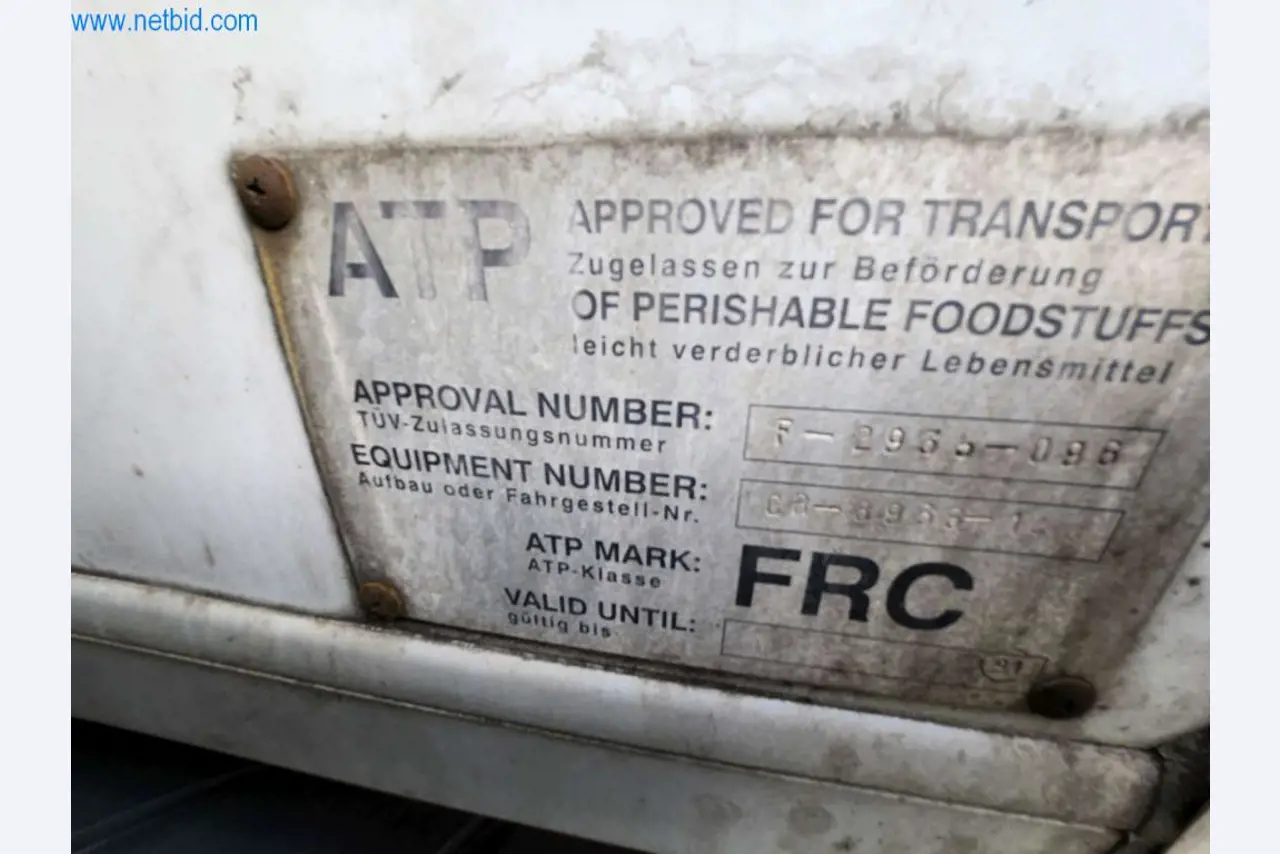 www.netbid.com
ATP
APPROVED FOR TRANSPORT
Zugelassen zur Beförderung
OF PERISHABLE FOODSTUFFS
leicht verderblicher Lebensmittel
APPROVAL NUMBER:
TÜV-Zulassungsnummer
EQUIPMENT NUMBER:
Aufbau oder Fahrgestell-Nr.
ATP MARK: FRC
ATP-Klasse
VALID UNTIL:
gültig bis